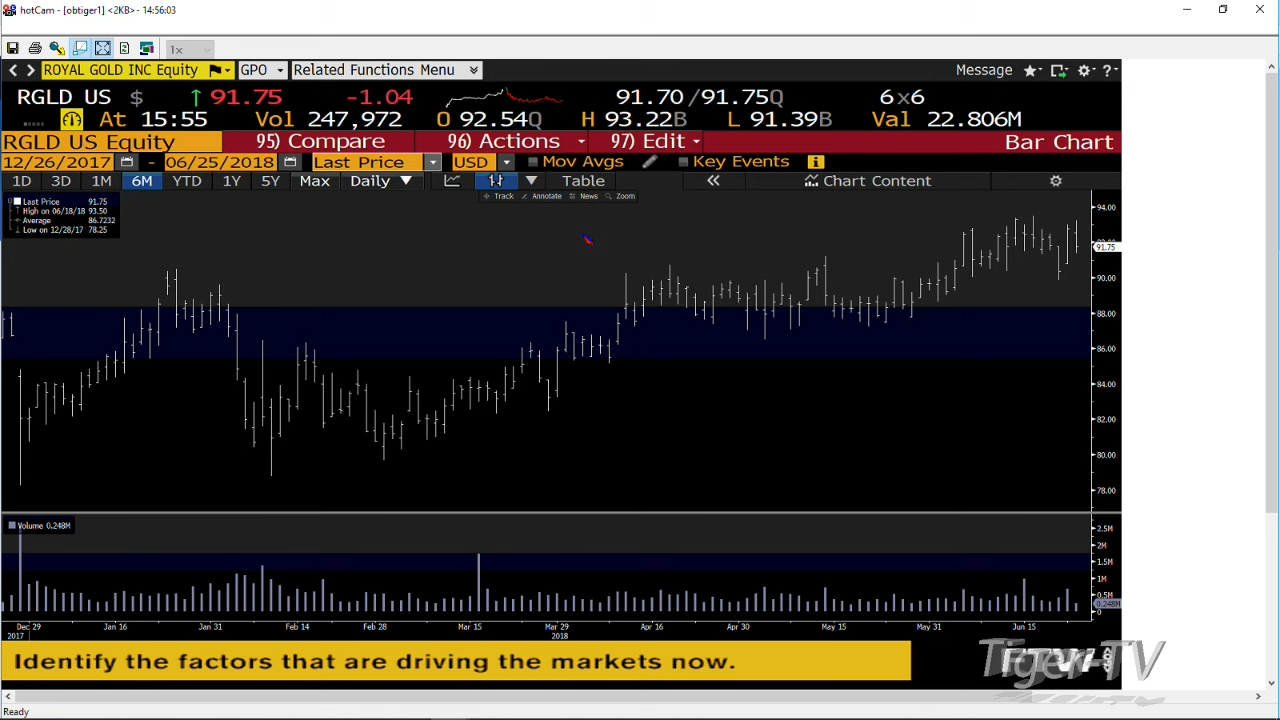 hotCam - [obtiger1] <2KB> - 14:56:03
1x
ROYAL GOLD INC Equity GPO Related Functions Menu Message ?
RGLD US $ ↑ 91.75 -1.04 91.70 /91.75Q 6x6
At 15:55 Vol 247,972 O 92.54Q H 93.22B L 91.39B Val 22.806M
RGLD US Equity 95) Compare 96) Actions 97) Edit Bar Chart
12/26/2017 - 06/25/2018 Last Price USD Mov Avgs Key Events
1D 3D 1M 6M YTD 1Y 5Y Max Daily ▼ Table « Chart Content
Track Annotate News Zoom
Last Price 91.75
High on 06/18/18 93.50
Average 86.7232
Low on 12/28/17 78.25
94.00
91.75
90.00
88.00
86.00
84.00
82.00
80.00
78.00
Volume 0.248M
2.5M
2M
1.5M
1M
0.5M
0.248M
0
Dec 29 Jan 16 Jan 31 Feb 14 Feb 28 Mar 15 Mar 29 Apr 16 Apr 30 May 15 May 31 Jun 15
2017 2018
Identify the factors that are driving the markets now.
Tiger-TV
Ready